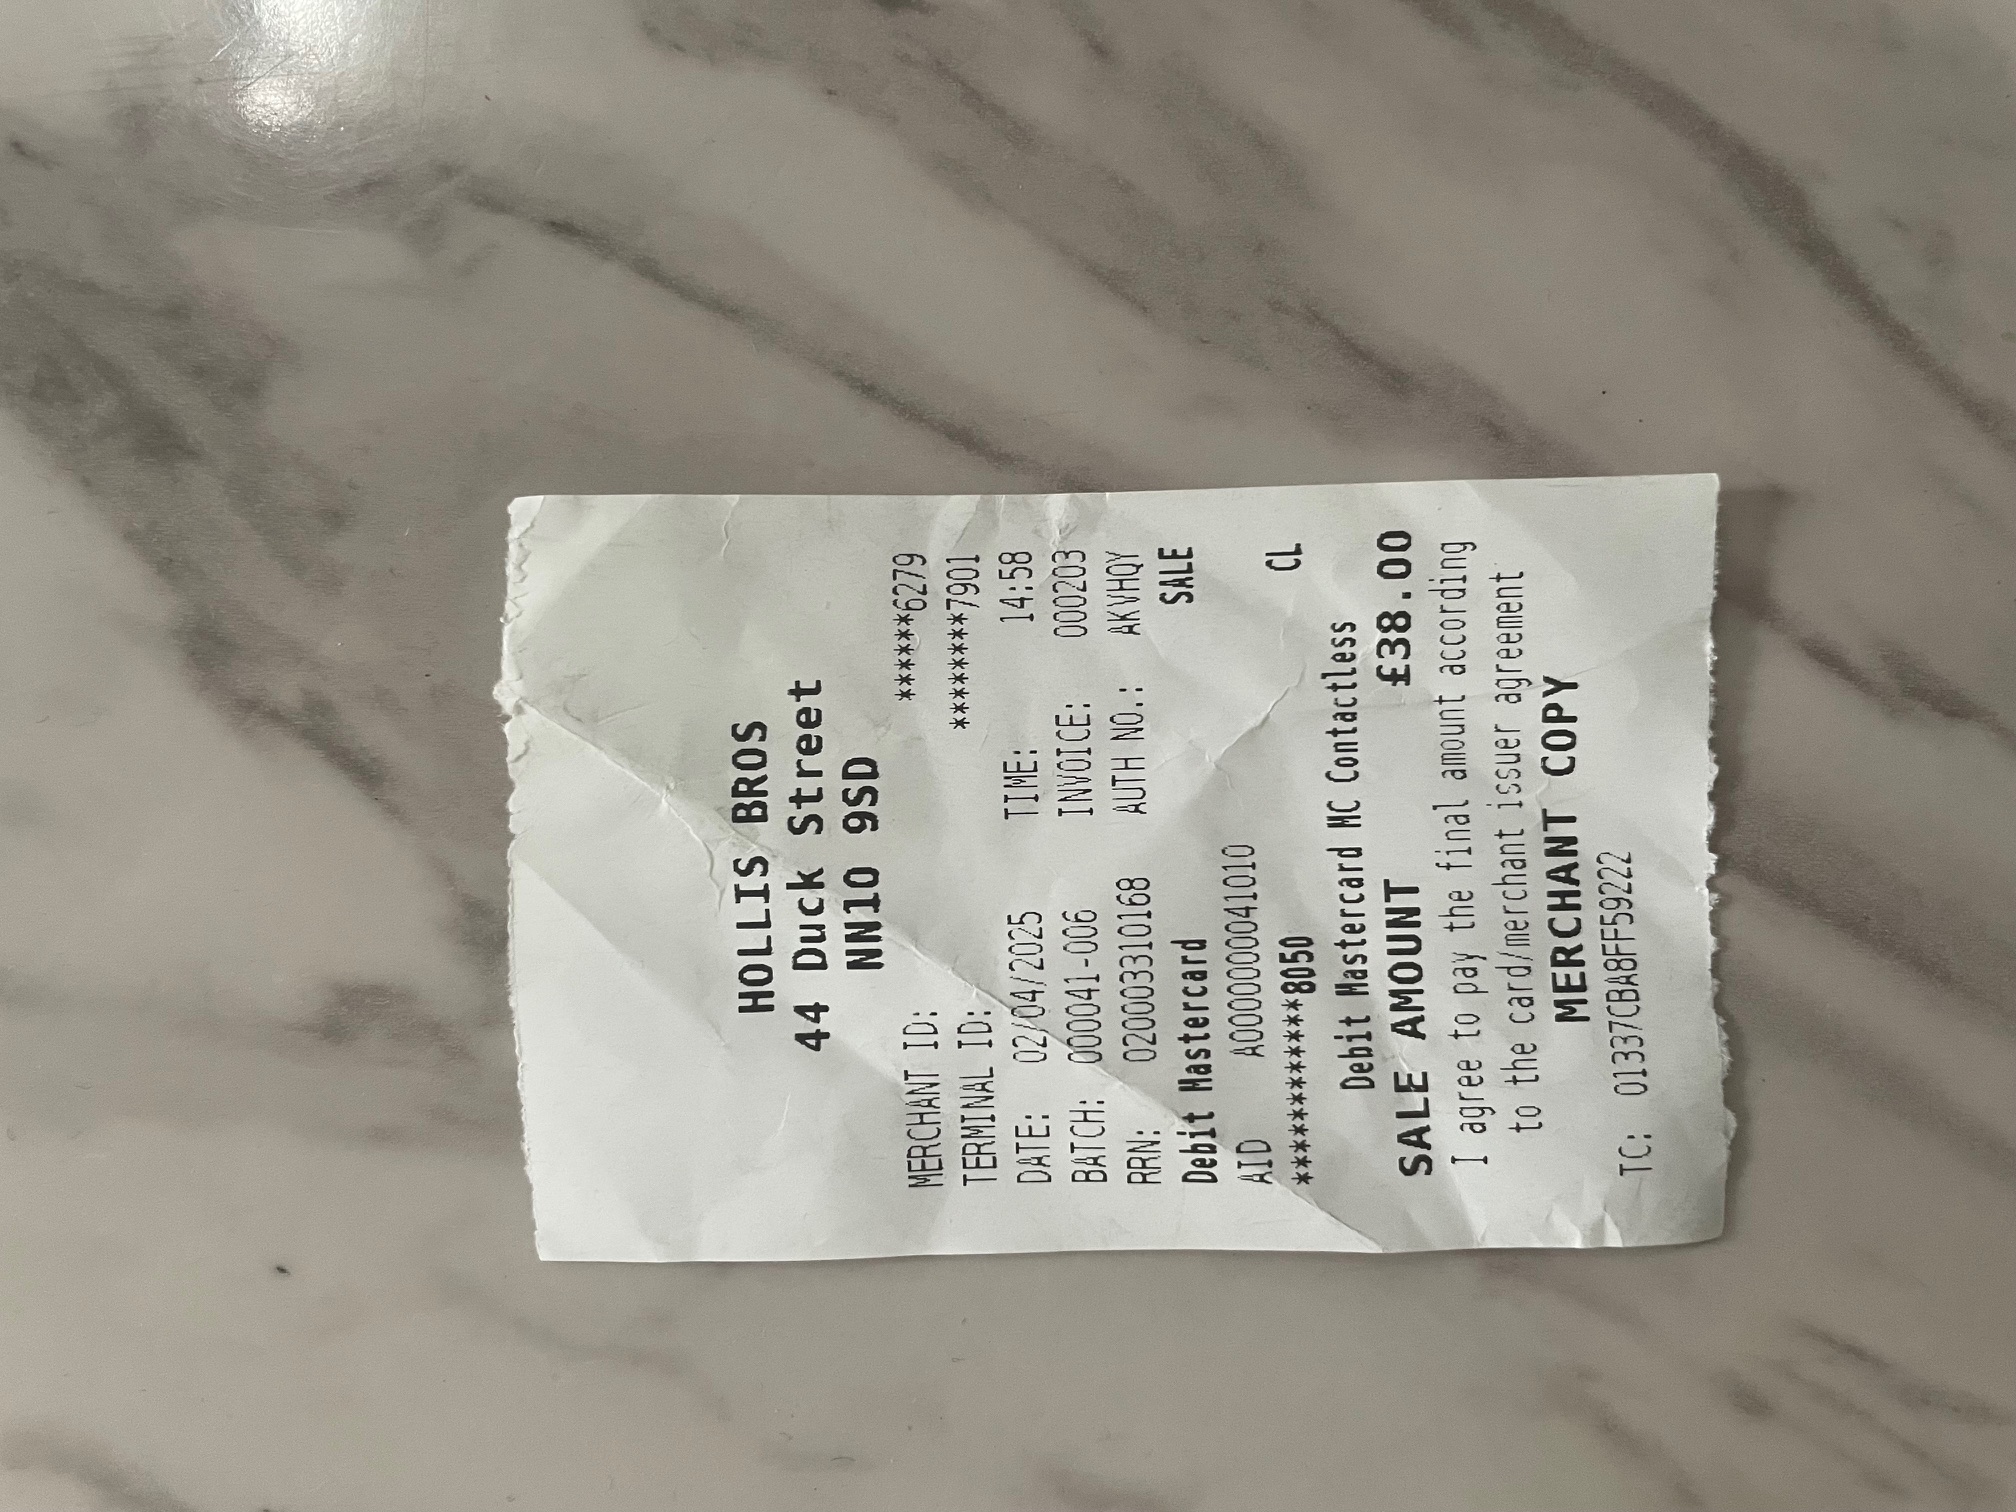 HOLLIS BROS
44 Duck Street
NN10 9SD
MERCHANT ID: ******6279
TERMINAL ID: ********7901
DATE: 02/04/2025 TIME: 14:58
BATCH: 000041-006 INVOICE: 000203
RRN: 020003310168 AUTH NO.: AKVHQY
Debit Mastercard SALE
AID A0000000041010
************8050 CL
Debit Mastercard MC Contactless
SALE AMOUNT £38.00
I agree to pay the final amount according
to the card/merchant issuer agreement
MERCHANT COPY
TC: 01337CBA8FF59222